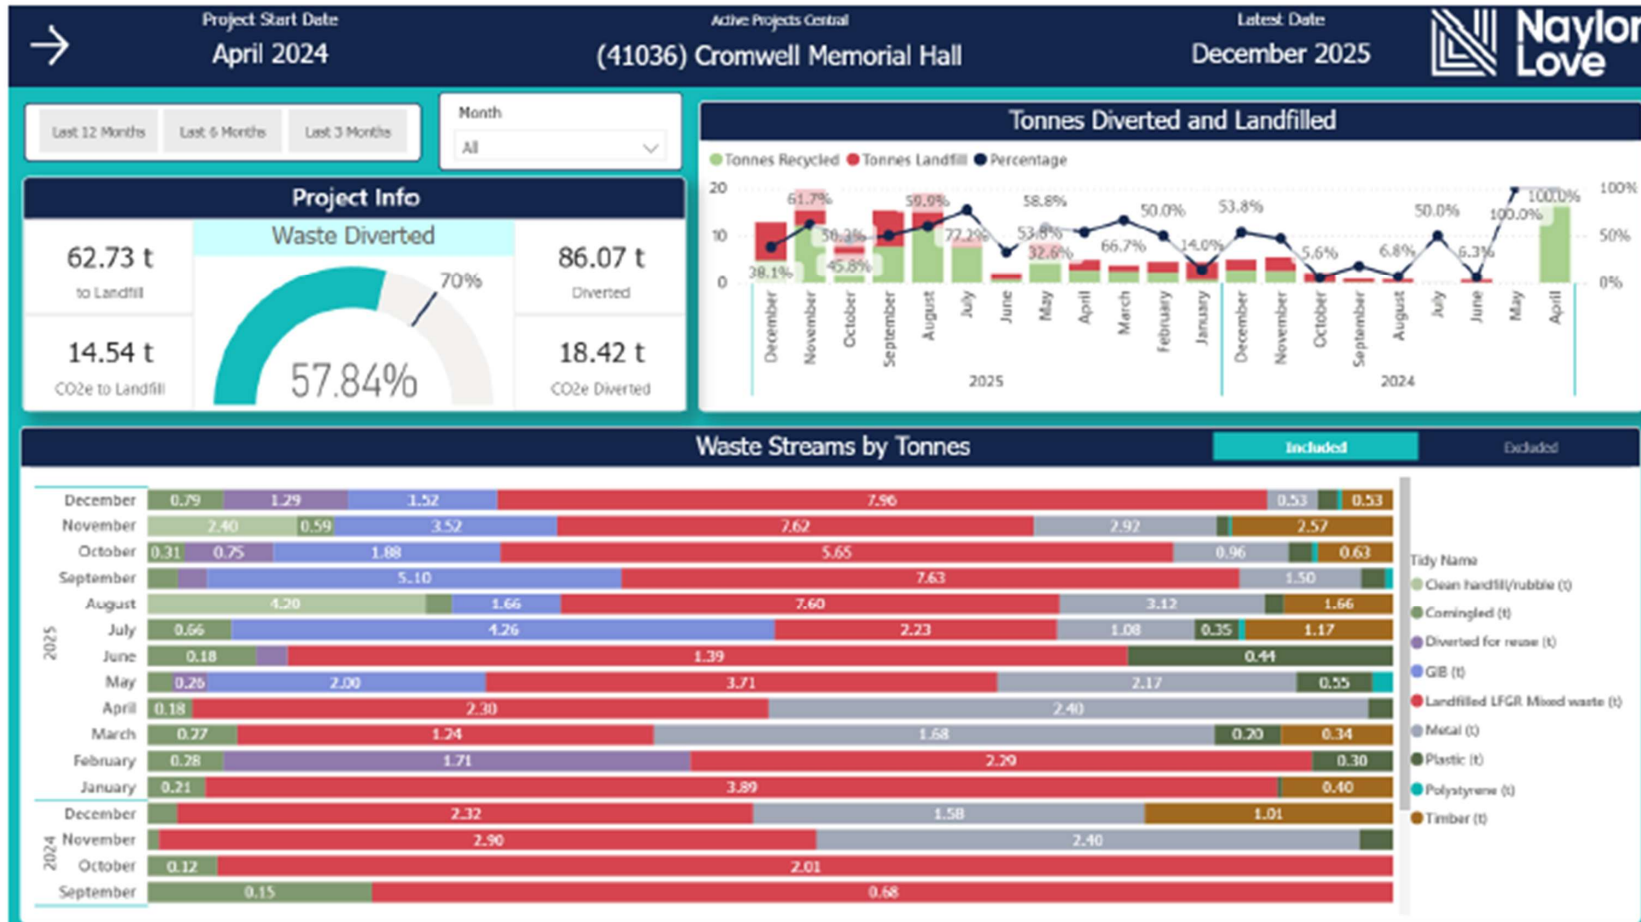 Project Start Date
April 2024
Active Projects Central
(41036) Cromwell Memorial Hall
Latest Date
December 2025
Naylor
Love
Last 12 Months
Last 6 Months
Last 3 Months
Month
All
Project Info
62.73 t
to Landfill
14.54 t
CO2e to Landfill
Waste Diverted
70%
57.84%
86.07 t
Diverted
18.42 t
CO2e Diverted
Tonnes Diverted and Landfilled
Tonnes Recycled Tonnes Landfill Percentage
20
10
0
100%
50%
0%
38.1%
61.7%
50.3%
45.8%
59.9%
77.2%
58.8%
53.8%
32.6%
66.7%
50.0%
14.0%
53.8%
5.6%
6.8%
50.0%
6.3%
100.0%
100.0%
December
November
October
September
August
July
June
May
April
March
February
January
December
November
October
September
August
July
June
May
April
2025
2024
Waste Streams by Tonnes
Included
Excluded
2025
December 0.79 1.29 1.52 7.96 0.53 0.53
November 2.40 0.59 3.52 7.62 2.92 2.57
October 0.31 0.75 1.88 5.65 0.96 0.63
September 5.10 7.63 1.50
August 4.20 1.66 7.60 3.12 1.66
July 0.66 4.26 2.23 1.08 0.35 1.17
June 0.18 1.39 0.44
May 0.26 2.00 3.71 2.17 0.55
April 0.18 2.30 2.40
March 0.27 1.24 1.68 0.20 0.34
February 0.28 1.71 2.29 0.30
January 0.21 3.89 0.40
2024
December 2.32 1.58 1.01
November 2.90 2.40
October 0.12 2.01
September 0.15 0.68
Tidy Name
Clean hardfill/rubble (t)
Comingled (t)
Diverted for reuse (t)
GIB (t)
Landfilled LFGR Mixed waste (t)
Metal (t)
Plastic (t)
Polystyrene (t)
Timber (t)